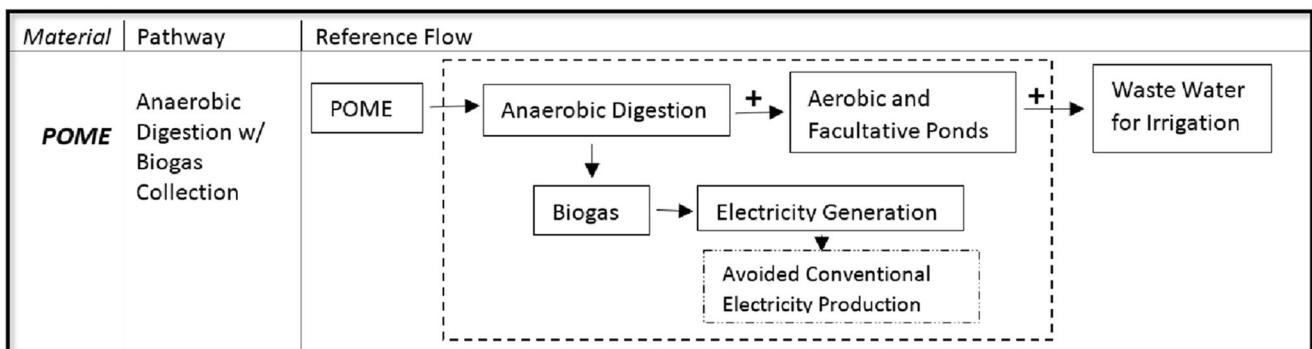 Material
Pathway
Reference Flow
POME
Anaerobic
Digestion w/
Biogas
Collection
POME
Anaerobic Digestion
+
Aerobic and
Facultative Ponds
+
Waste Water
for Irrigation
Biogas
Electricity Generation
Avoided Conventional
Electricity Production